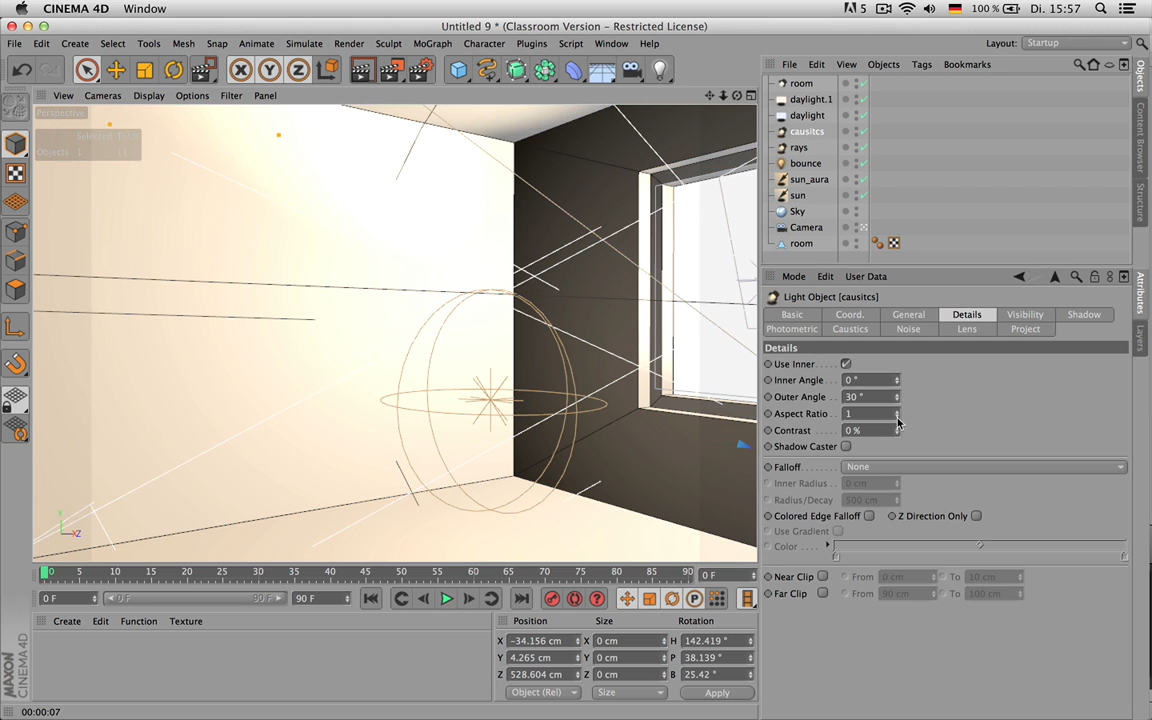 CINEMA 4D Window 5 100 % Di. 15:57
Untitled 9 * (Classroom Version - Restricted License)
File Edit Create Select Tools Mesh Snap Animate Simulate Render Sculpt MoGraph Character Plugins Script Window Help Layout: Startup
X Y Z
File Edit View Objects Tags Bookmarks
View Cameras Display Options Filter Panel
Perspective
Objects 1
room
daylight.1
daylight
causitcs
rays
bounce
sun_aura
sun
Sky
Camera
room
Objects
Content Browser
Structure
Mode Edit User Data
Light Object [causitcs]
Basic Coord. General Details Visibility Shadow
Photometric Caustics Noise Lens Project
Details
Use Inner
Inner Angle 0 °
Outer Angle 30 °
Aspect Ratio 1
Contrast 0 %
Shadow Caster
Falloff None
Inner Radius 0 cm
Radius/Decay 500 cm
Colored Edge Falloff Z Direction Only
Use Gradient
Color
Near Clip From 0 cm To 10 cm
Far Clip From 90 cm To 100 cm
Attributes
Layers
Y
XZ
0 5 10 15 20 25 30 35 40 45 50 55 60 65 70 75 80 85 90 0 F
0 F 0 F 90 F 90 F
Create Edit Function Texture
Position Size Rotation
X -34.156 cm X 0 cm H 142.419 °
Y 4.265 cm Y 0 cm P 38.139 °
Z 528.604 cm Z 0 cm B 25.42 °
Object (Rel) Size Apply
MAXON
CINEMA 4D
00:00:07